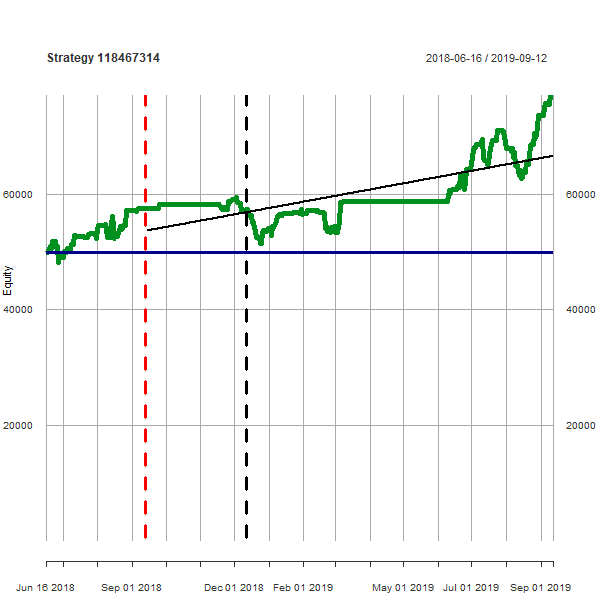 Strategy 118467314
2018-06-16 / 2019-09-12
60000
60000
Equity
40000
40000
20000
20000
Jun 16 2018
Sep 01 2018
Dec 01 2018
Feb 01 2019
May 01 2019
Jul 01 2019
Sep 01 2019